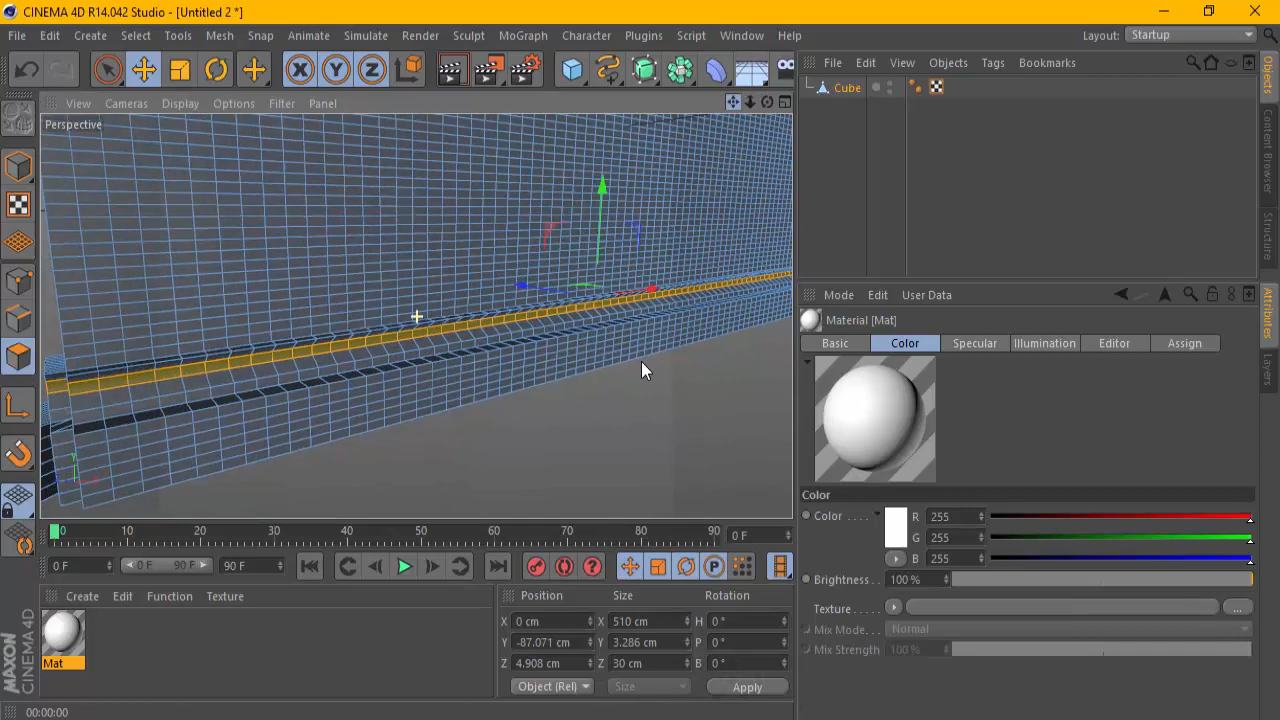 CINEMA 4D R14.042 Studio - [Untitled 2 *]
File Edit Create Select Tools Mesh Snap Animate Simulate Render Sculpt MoGraph Character Plugins Script Window Help Layout: Startup
X Y Z
File Edit View Objects Tags Bookmarks
Cube
View Cameras Display Options Filter Panel
Perspective
Y
X
Mode Edit User Data
Material [Mat]
Basic Color Specular Illumination Editor Assign
Color
Color . . . . R 255
G 255
B 255
Brightness . . 100 %
Texture . . . . . ...
Mix Mode. . Normal
Mix Strength 100 %
0 10 20 30 40 50 60 70 80 90 0 F
0 F 0 F 90 F 90 F
P
Create Edit Function Texture
Mat
Position Size Rotation
X 0 cm X 510 cm H 0 °
Y -87.071 cm Y 3.286 cm P 0 °
Z 4.908 cm Z 30 cm B 0 °
Object (Rel) Size Apply
00:00:00
MAXON CINEMA 4D
Objects
Content Browser
Structure
Attributes
Layers